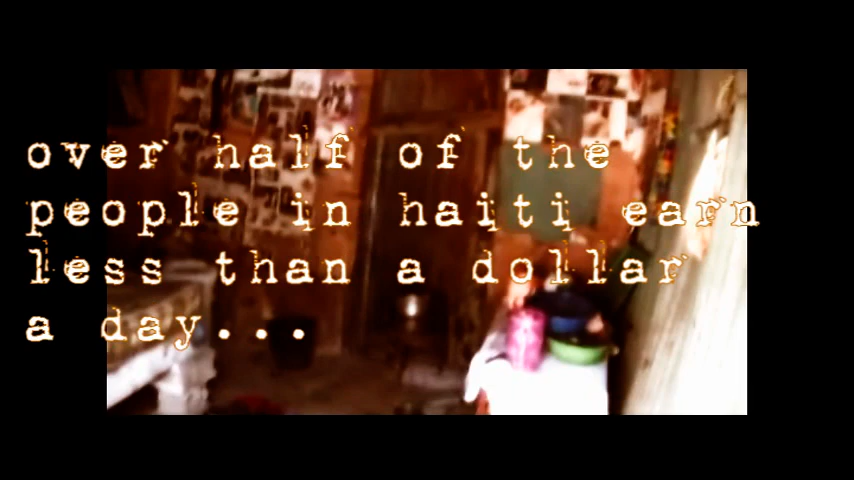 over half of the
people in haiti earn
less than a dollar
a day...